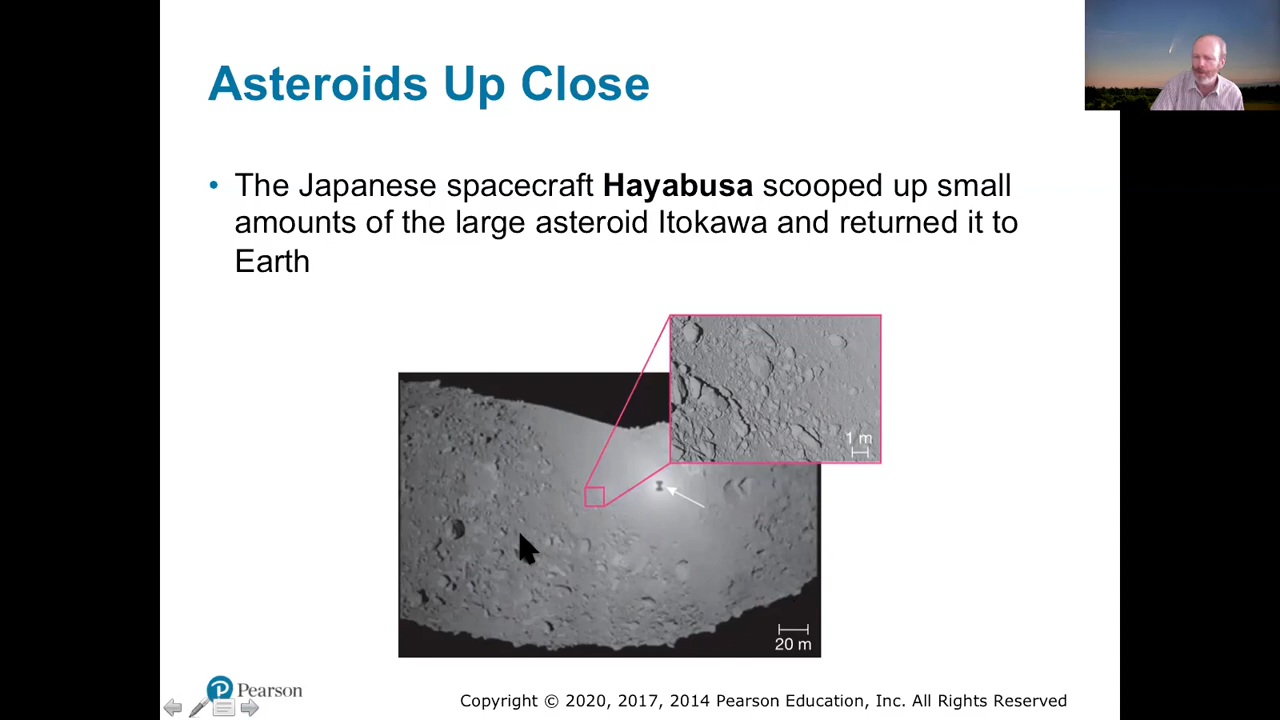 Asteroids Up Close
• The Japanese spacecraft Hayabusa scooped up small
amounts of the large asteroid Itokawa and returned it to
Earth
1 m
20 m
Pearson
Copyright © 2020, 2017, 2014 Pearson Education, Inc. All Rights Reserved